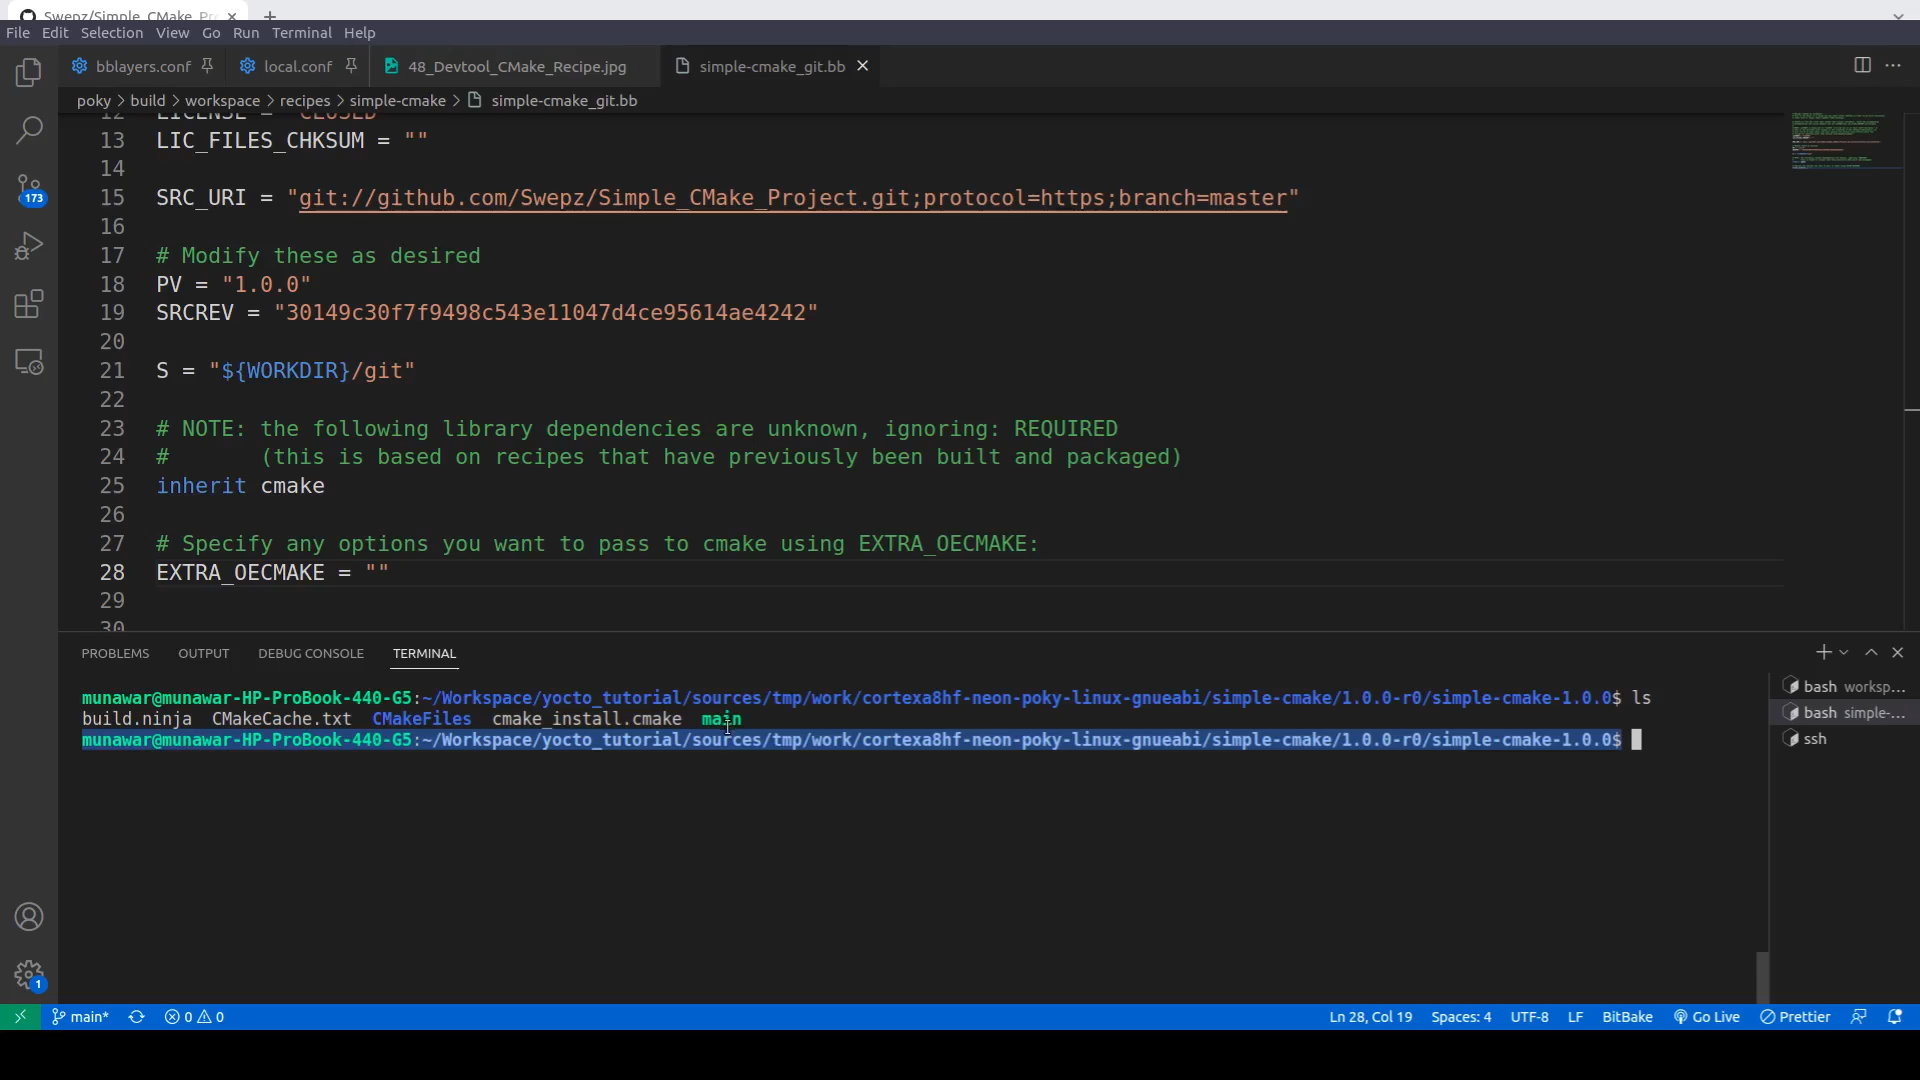 Swepz/Simple_CMake_Pr
File Edit Selection View Go Run Terminal Help
bblayers.conf local.conf 48_Devtool_CMake_Recipe.jpg simple-cmake_git.bb
poky > build > workspace > recipes > simple-cmake > simple-cmake_git.bb
12 LICENSE = "CLOSED"
13 LIC_FILES_CHKSUM = ""
14
15 SRC_URI = "git://github.com/Swepz/Simple_CMake_Project.git;protocol=https;branch=master"
16
17 # Modify these as desired
18 PV = "1.0.0"
19 SRCREV = "30149c30f7f9498c543e11047d4ce95614ae4242"
20
21 S = "${WORKDIR}/git"
22
23 # NOTE: the following library dependencies are unknown, ignoring: REQUIRED
24 #       (this is based on recipes that have previously been built and packaged)
25 inherit cmake
26
27 # Specify any options you want to pass to cmake using EXTRA_OECMAKE:
28 EXTRA_OECMAKE = ""
29
30
173
1
PROBLEMS OUTPUT DEBUG CONSOLE TERMINAL
munawar@munawar-HP-ProBook-440-G5:~/Workspace/yocto_tutorial/sources/tmp/work/cortexa8hf-neon-poky-linux-gnueabi/simple-cmake/1.0.0-r0/simple-cmake-1.0.0$ ls
build.ninja CMakeCache.txt CMakeFiles cmake_install.cmake main
munawar@munawar-HP-ProBook-440-G5:~/Workspace/yocto_tutorial/sources/tmp/work/cortexa8hf-neon-poky-linux-gnueabi/simple-cmake/1.0.0-r0/simple-cmake-1.0.0$
bash worksp...
bash simple-...
ssh
main* 0 0 Ln 28, Col 19 Spaces: 4 UTF-8 LF BitBake Go Live Prettier